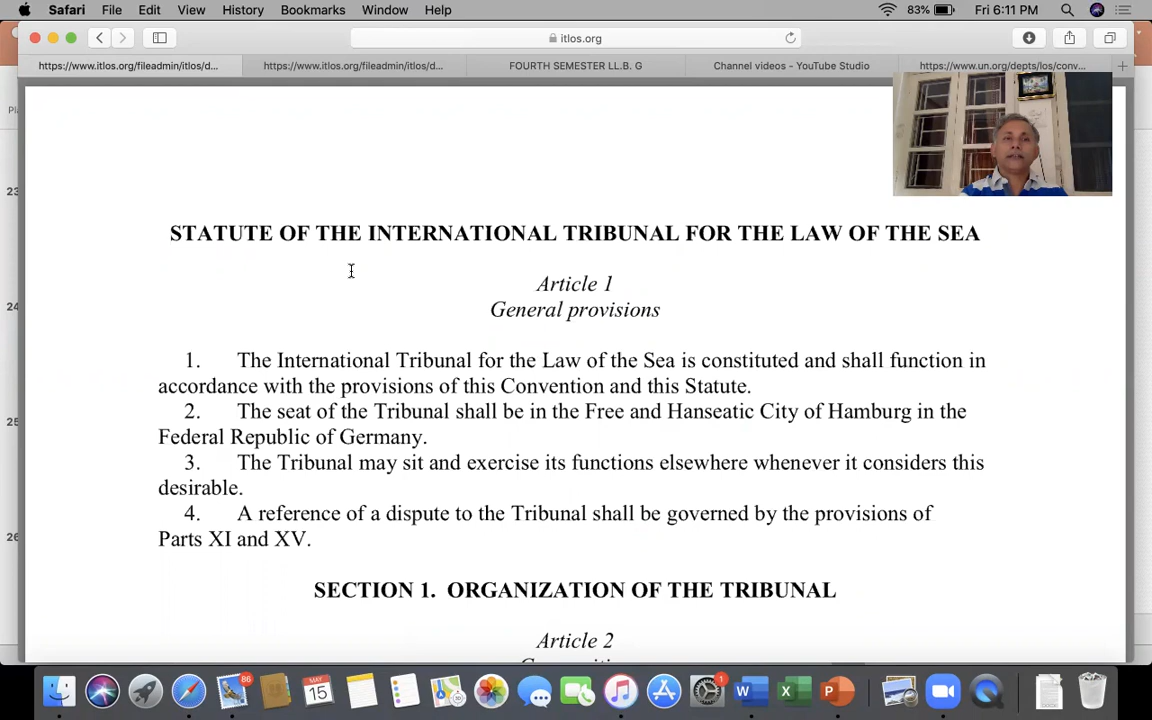 Safari File Edit View History Bookmarks Window Help 83% Fri 6:11 PM
itlos.org
https://www.itlos.org/fileadmin/itlos/d... https://www.itlos.org/fileadmin/itlos/d... FOURTH SEMESTER LL.B. G Channel videos - YouTube Studio https://www.un.org/depts/los/conv...
23
24
25
26
STATUTE OF THE INTERNATIONAL TRIBUNAL FOR THE LAW OF THE SEA
Article 1
General provisions
1. The International Tribunal for the Law of the Sea is constituted and shall function in
accordance with the provisions of this Convention and this Statute.
2. The seat of the Tribunal shall be in the Free and Hanseatic City of Hamburg in the
Federal Republic of Germany.
3. The Tribunal may sit and exercise its functions elsewhere whenever it considers this
desirable.
4. A reference of a dispute to the Tribunal shall be governed by the provisions of
Parts XI and XV.
SECTION 1. ORGANIZATION OF THE TRIBUNAL
Article 2
86
MAY
15
1
W X P